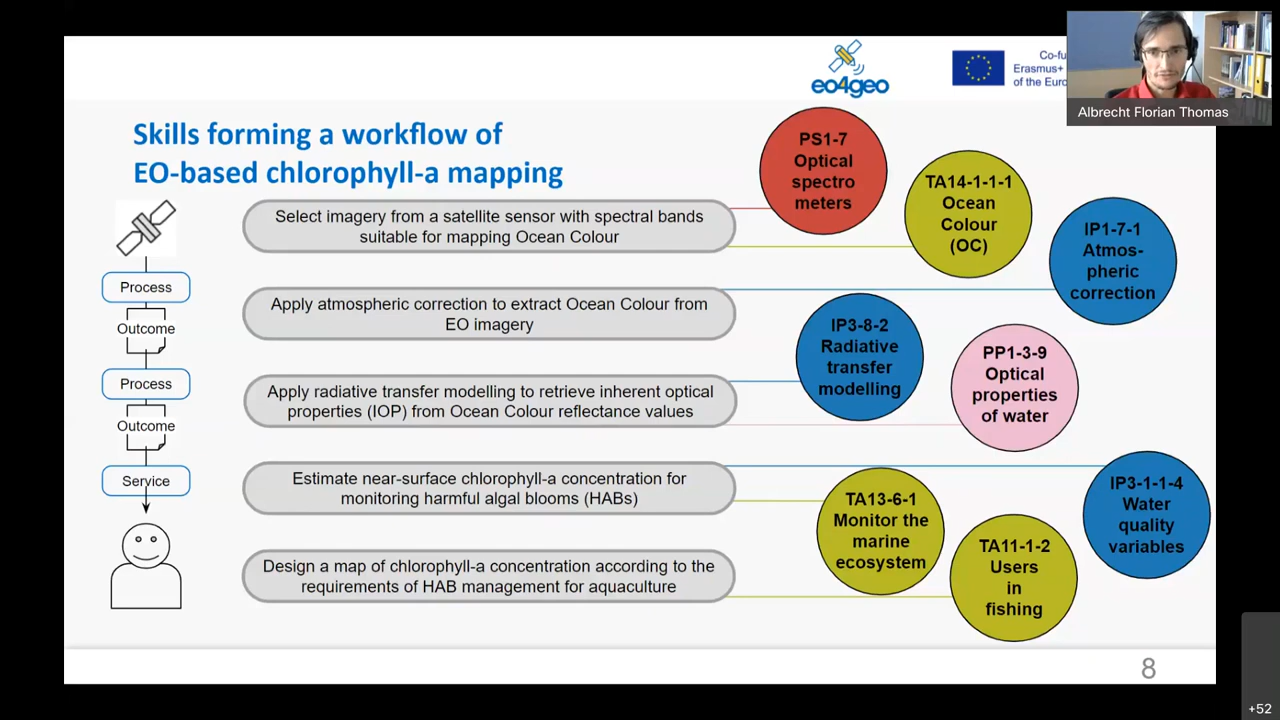 eo4geo
Co-fu
Erasmus+
of the Euro
Albrecht Florian Thomas
Skills forming a workflow of
EO-based chlorophyll-a mapping
Select imagery from a satellite sensor with spectral bands
suitable for mapping Ocean Colour
Apply atmospheric correction to extract Ocean Colour from
EO imagery
Apply radiative transfer modelling to retrieve inherent optical
properties (IOP) from Ocean Colour reflectance values
Estimate near-surface chlorophyll-a concentration for
monitoring harmful algal blooms (HABs)
Design a map of chlorophyll-a concentration according to the
requirements of HAB management for aquaculture
Process
Outcome
Process
Outcome
Service
PS1-7
Optical
spectro
meters
TA14-1-1-1
Ocean
Colour
(OC)
IP1-7-1
Atmos-
pheric
correction
IP3-8-2
Radiative
transfer
modelling
PP1-3-9
Optical
properties
of water
IP3-1-1-4
Water
quality
variables
TA13-6-1
Monitor the
marine
ecosystem
TA11-1-2
Users
in
fishing
8
+52